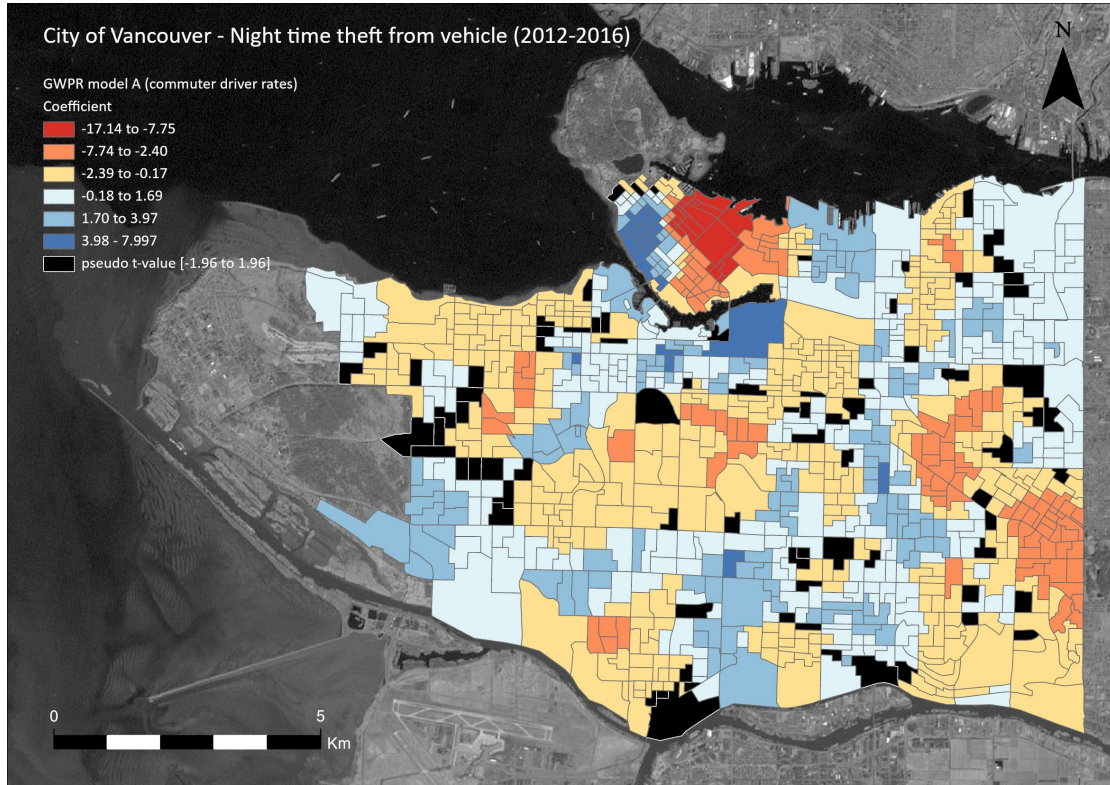 City of Vancouver - Night time theft from vehicle (2012-2016)
N
GWPR model A (commuter driver rates)
Coefficient
-17.14 to -7.75
-7.74 to -2.40
-2.39 to -0.17
-0.18 to 1.69
1.70 to 3.97
3.98 - 7.997
pseudo t-value [-1.96 to 1.96]
0 5
Km